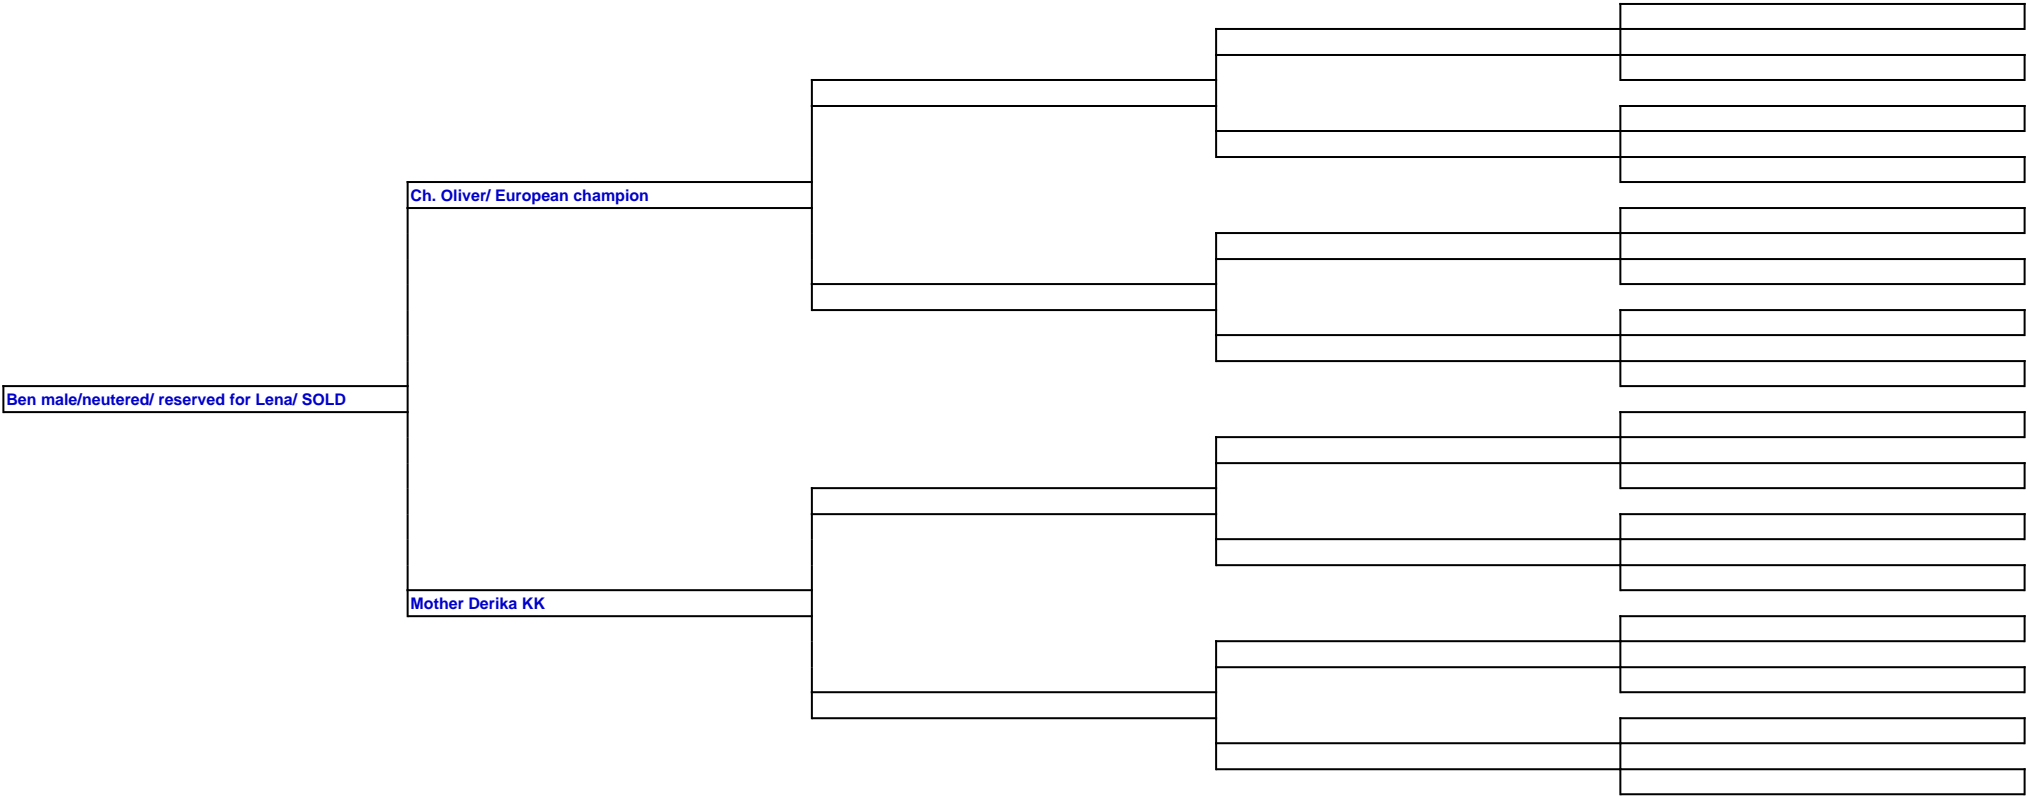 Ch. Oliver/ European champion
Ben male/neutered/ reserved for Lena/ SOLD
Mother Derika KK